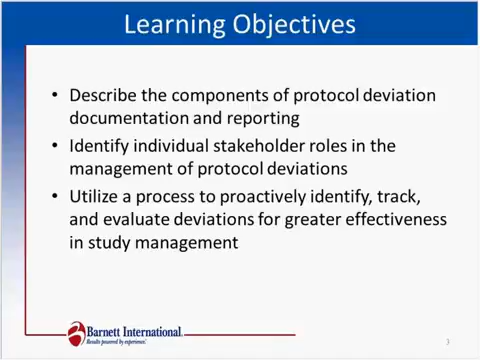 Learning Objectives
• Describe the components of protocol deviation
documentation and reporting
• Identify individual stakeholder roles in the
management of protocol deviations
• Utilize a process to proactively identify, track,
and evaluate deviations for greater effectiveness
in study management
Barnett International.
Results powered by experience.
3